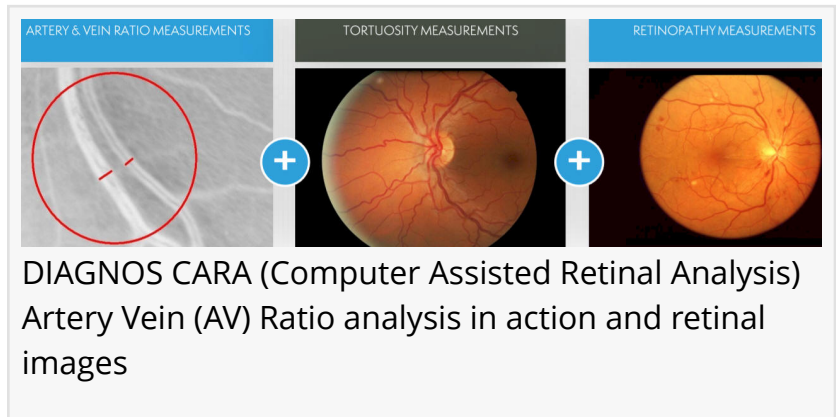 ARTERY & VEIN RATIO MEASUREMENTS
TORTUOSITY MEASUREMENTS
RETINOPATHY MEASUREMENTS
DIAGNOS CARA (Computer Assisted Retinal Analysis)
Artery Vein (AV) Ratio analysis in action and retinal
images